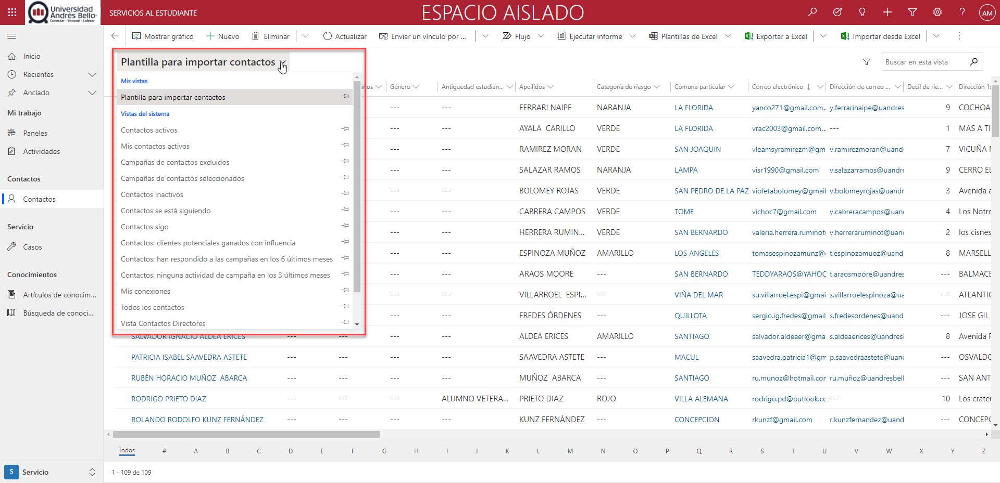 Universidad
Andrés Bello
Conectar - Innovar - Liderar
SERVICIOS AL ESTUDIANTE
ESPACIO AISLADO
AM
Mostrar gráfico
Nuevo
Eliminar
Actualizar
Enviar un vínculo por ...
Flujo
Ejecutar informe
Plantillas de Excel
Exportar a Excel
Importar desde Excel
Inicio
Recientes
Anclado
Mi trabajo
Paneles
Actividades
Contactos
Contactos
Servicio
Casos
Conocimientos
Artículos de conocim...
Búsqueda de conoci...
S Servicio
Plantilla para importar contactos
Buscar en esta vista
Mis vistas
Plantilla para importar contactos
Vistas del sistema
Contactos activos
Mis contactos activos
Campañas de contactos excluidos
Campañas de contactos seleccionados
Contactos inactivos
Contactos se está siguiendo
Contactos sigo
Contactos: clientes potenciales ganados con influencia
Contactos: han respondido a las campañas en los 6 últimos meses
Contactos: ninguna actividad de campaña en los 3 últimos meses
Mis conexiones
Todos los contactos
Vista Contactos Directores
años Género Antigüedad estudian... Apellidos Categoría de riesgo Comuna particular Correo electrónico Dirección de correo ... Decil de rie... Dirección 1:
--- --- FERRARI NAIPE NARANJA LA FLORIDA yanco271@gmail.com... y.ferrarinaipe@uandres 9 COCHOA
--- --- AYALA  CARILLO VERDE LA FLORIDA vrac2003@gmail.com... --- 1 MAS A TI
--- --- RAMIREZ MORAN VERDE SAN JOAQUIN vleamsyramirezm@gm v.ramirezmoran@uand 7 VICUÑA
--- --- SALAZAR RAMOS NARANJA LAMPA visr1990@gmail.com v.salazarramos@uandre 9 CERRO EL
--- --- BOLOMEY ROJAS VERDE SAN PEDRO DE LA PAZ violetabolomey@gmail v.bolomeyrojas@uandr 3 Avenida a
--- --- CABRERA CAMPOS VERDE TOME vichoc7@gmail.com v.cabreracampos@uan 4 Los Notro
--- --- HERRERA RUMIN... VERDE SAN BERNARDO valeria.herrera.ruminot v.herreraruminot@uand 2 los cisnes
--- --- ESPINOZA MUÑOZ AMARILLO LOS ANGELES tomasespinozamunz@ t.espinozamuoz@uand 8 MARSELL
--- --- ARAOS MOORE --- SAN BERNARDO TEDDYARAOS@YAHOC t.araosmoore@uandres --- BALMACE
--- --- VILLARROEL  ESPI... --- VIÑA DEL MAR su.villarroel.espi@gmai s.villarroelespinoza@ua --- ATLANTIC
--- --- FREDES ÓRDENES --- QUILLOTA sergio.ig.fredes@gmail s.fredesordenes@uand --- JOSE GIL
SALVADOR IGNACIO ALDEA ERICES --- --- --- --- ALDEA ERICES AMARILLO SANTIAGO salvador.aldeaer@gma s.aldeaerices@uandres 8 Avenida
PATRICIA ISABEL SAAVEDRA ASTETE --- --- --- --- SAAVEDRA ASTETE --- MACUL saavedra.patricia1@gm p.saavedraastete@uan --- OSVALDO
RUBÉN HORACIO MUÑOZ  ABARCA --- --- --- --- MUÑOZ  ABARCA --- SANTIAGO ru.munoz@hotmail.con ru.muñoz@uandresbell --- SAN ANT
RODRIGO PRIETO DIAZ --- --- --- ALUMNO VETERA... PRIETO DIAZ ROJO VILLA ALEMANA rodrigo.pd@outlook.cc --- 10 Los crate
ROLANDO RODOLFO KUNZ FERNÁNDEZ --- --- --- --- KUNZ FERNÁNDEZ --- CONCEPCION rkunzf@gmail.com r.kunzfernandez@uand --- CONCEPC
Todos # A B C D E F G H I J K L M N O P Q R S T U V W X Y Z
1 - 109 de 109